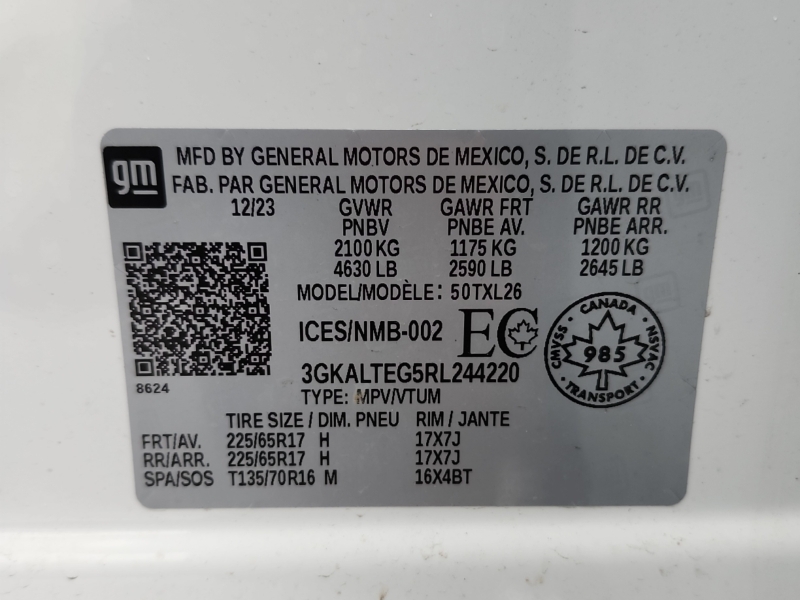 gm
MFD BY GENERAL MOTORS DE MEXICO, S. DE R.L. DE C.V.
FAB. PAR GENERAL MOTORS DE MEXICO, S. DE R.L. DE C.V.
12/23 GVWR GAWR FRT GAWR RR
PNBV PNBE AV. PNBE ARR.
2100 KG 1175 KG 1200 KG
4630 LB 2590 LB 2645 LB
MODEL/MODÈLE: 50TXL26
ICES/NMB-002 EC
CANADA
CMVSS 985 NSVAC
TRANSPORT
3GKALTEG5RL244220
8624
TYPE: MPV/VTUM
TIRE SIZE / DIM. PNEU RIM / JANTE
FRT/AV. 225/65R17 H 17X7J
RR/ARR. 225/65R17 H 17X7J
SPA/SOS T135/70R16 M 16X4BT